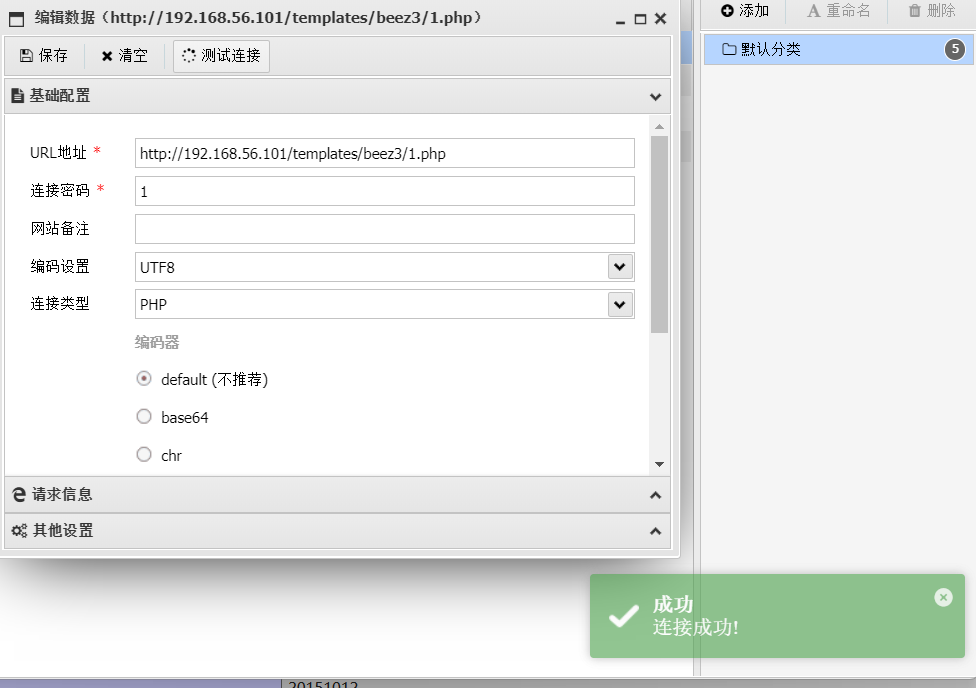 编辑数据（http://192.168.56.101/templates/beez3/1.php）
添加 重命名 删除
保存 清空 测试连接
默认分类 5
基础配置
URL地址 * http://192.168.56.101/templates/beez3/1.php
连接密码 * 1
网站备注
编码设置 UTF8
连接类型 PHP
编码器
default (不推荐)
base64
chr
请求信息
其他设置
成功
连接成功!
20151012